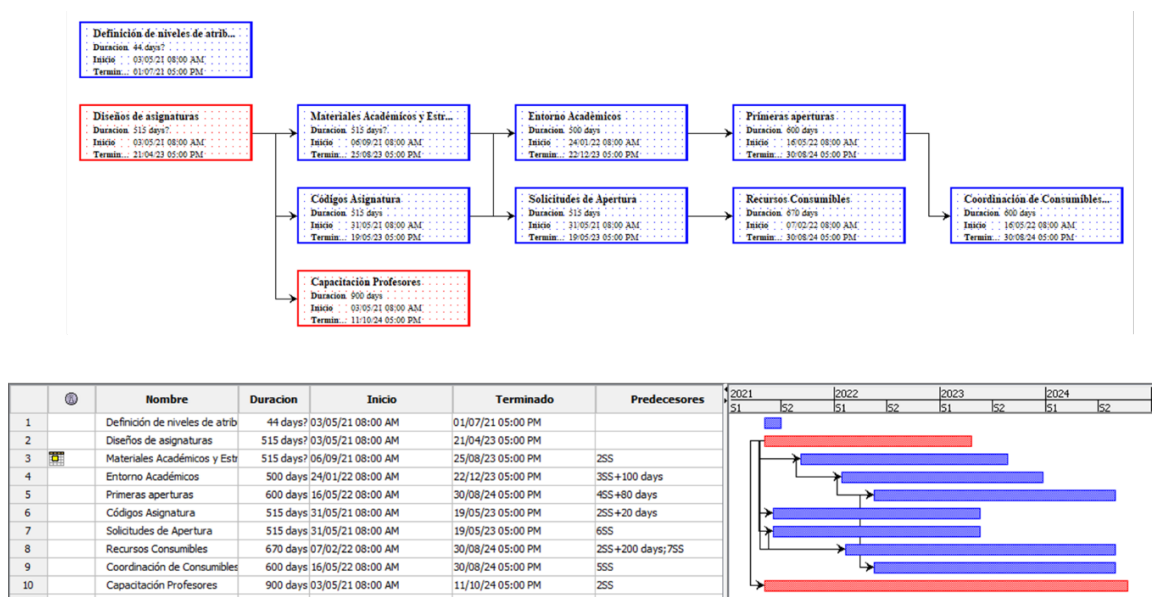 Definición de niveles de atrib...
Duracion. 44 days?
Inicio 03/05/21 08:00 AM
Termin...: 01/07/21 05:00 PM
Diseños de asignaturas
Duracion. 515 days?
Inicio 03/05/21 08:00 AM
Termin...: 21/04/23 05:00 PM
Materiales Académicos y Estr...
Duracion. 515 days?
Inicio 06/09/21 08:00 AM
Termin...: 25/08/23 05:00 PM
Entorno Académicos
Duracion. 500 days
Inicio 24/01/22 08:00 AM
Termin...: 22/12/23 05:00 PM
Primeras aperturas
Duracion. 600 days
Inicio 16/05/22 08:00 AM
Termin...: 30/08/24 05:00 PM
Códigos Asignatura
Duracion. 515 days
Inicio 31/05/21 08:00 AM
Termin...: 19/05/23 05:00 PM
Solicitudes de Apertura
Duracion. 515 days
Inicio 31/05/21 08:00 AM
Termin...: 19/05/23 05:00 PM
Recursos Consumibles
Duracion. 670 days
Inicio 07/02/22 08:00 AM
Termin...: 30/08/24 05:00 PM
Coordinación de Consumibles...
Duracion. 600 days
Inicio 16/05/22 08:00 AM
Termin...: 30/08/24 05:00 PM
Capacitación Profesores
Duracion. 900 days
Inicio 03/05/21 08:00 AM
Termin...: 11/10/24 05:00 PM
Nombre Duracion Inicio Terminado Predecesores 2021 2022 2023 2024
S1 S2 S1 S2 S1 S2 S1 S2
1 Definición de niveles de atrib 44 days? 03/05/21 08:00 AM 01/07/21 05:00 PM
2 Diseños de asignaturas 515 days? 03/05/21 08:00 AM 21/04/23 05:00 PM
3 Materiales Académicos y Estr 515 days? 06/09/21 08:00 AM 25/08/23 05:00 PM 2SS
4 Entorno Académicos 500 days 24/01/22 08:00 AM 22/12/23 05:00 PM 3SS+100 days
5 Primeras aperturas 600 days 16/05/22 08:00 AM 30/08/24 05:00 PM 4SS+80 days
6 Códigos Asignatura 515 days 31/05/21 08:00 AM 19/05/23 05:00 PM 2SS+20 days
7 Solicitudes de Apertura 515 days 31/05/21 08:00 AM 19/05/23 05:00 PM 6SS
8 Recursos Consumibles 670 days 07/02/22 08:00 AM 30/08/24 05:00 PM 2SS+200 days;7SS
9 Coordinación de Consumibles 600 days 16/05/22 08:00 AM 30/08/24 05:00 PM 5SS
10 Capacitación Profesores 900 days 03/05/21 08:00 AM 11/10/24 05:00 PM 2SS